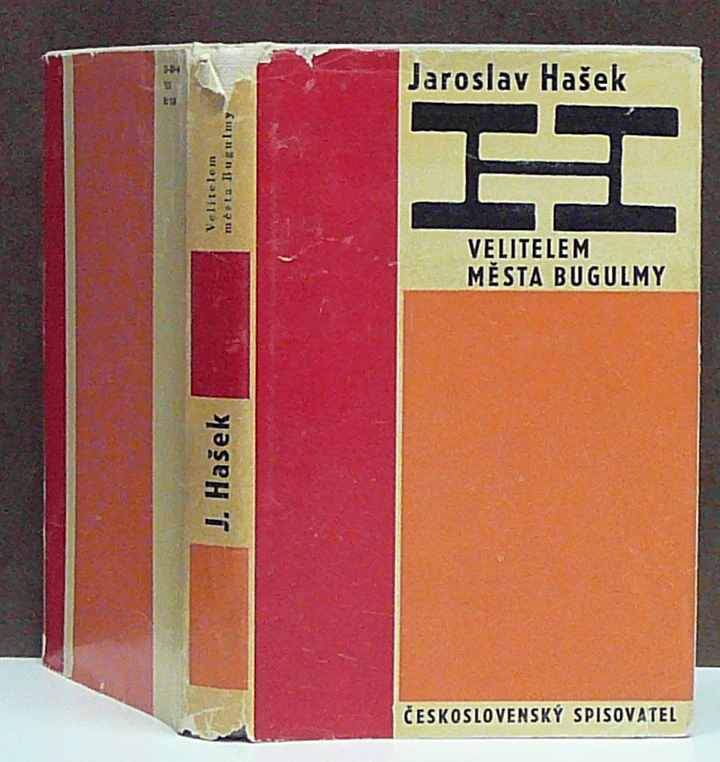 Jaroslav Hašek
H
VELITELEM
MĚSTA BUGULMY
ČESKOSLOVENSKÝ SPISOVATEL
Velitelem
města Bugulmy
J. Hašek